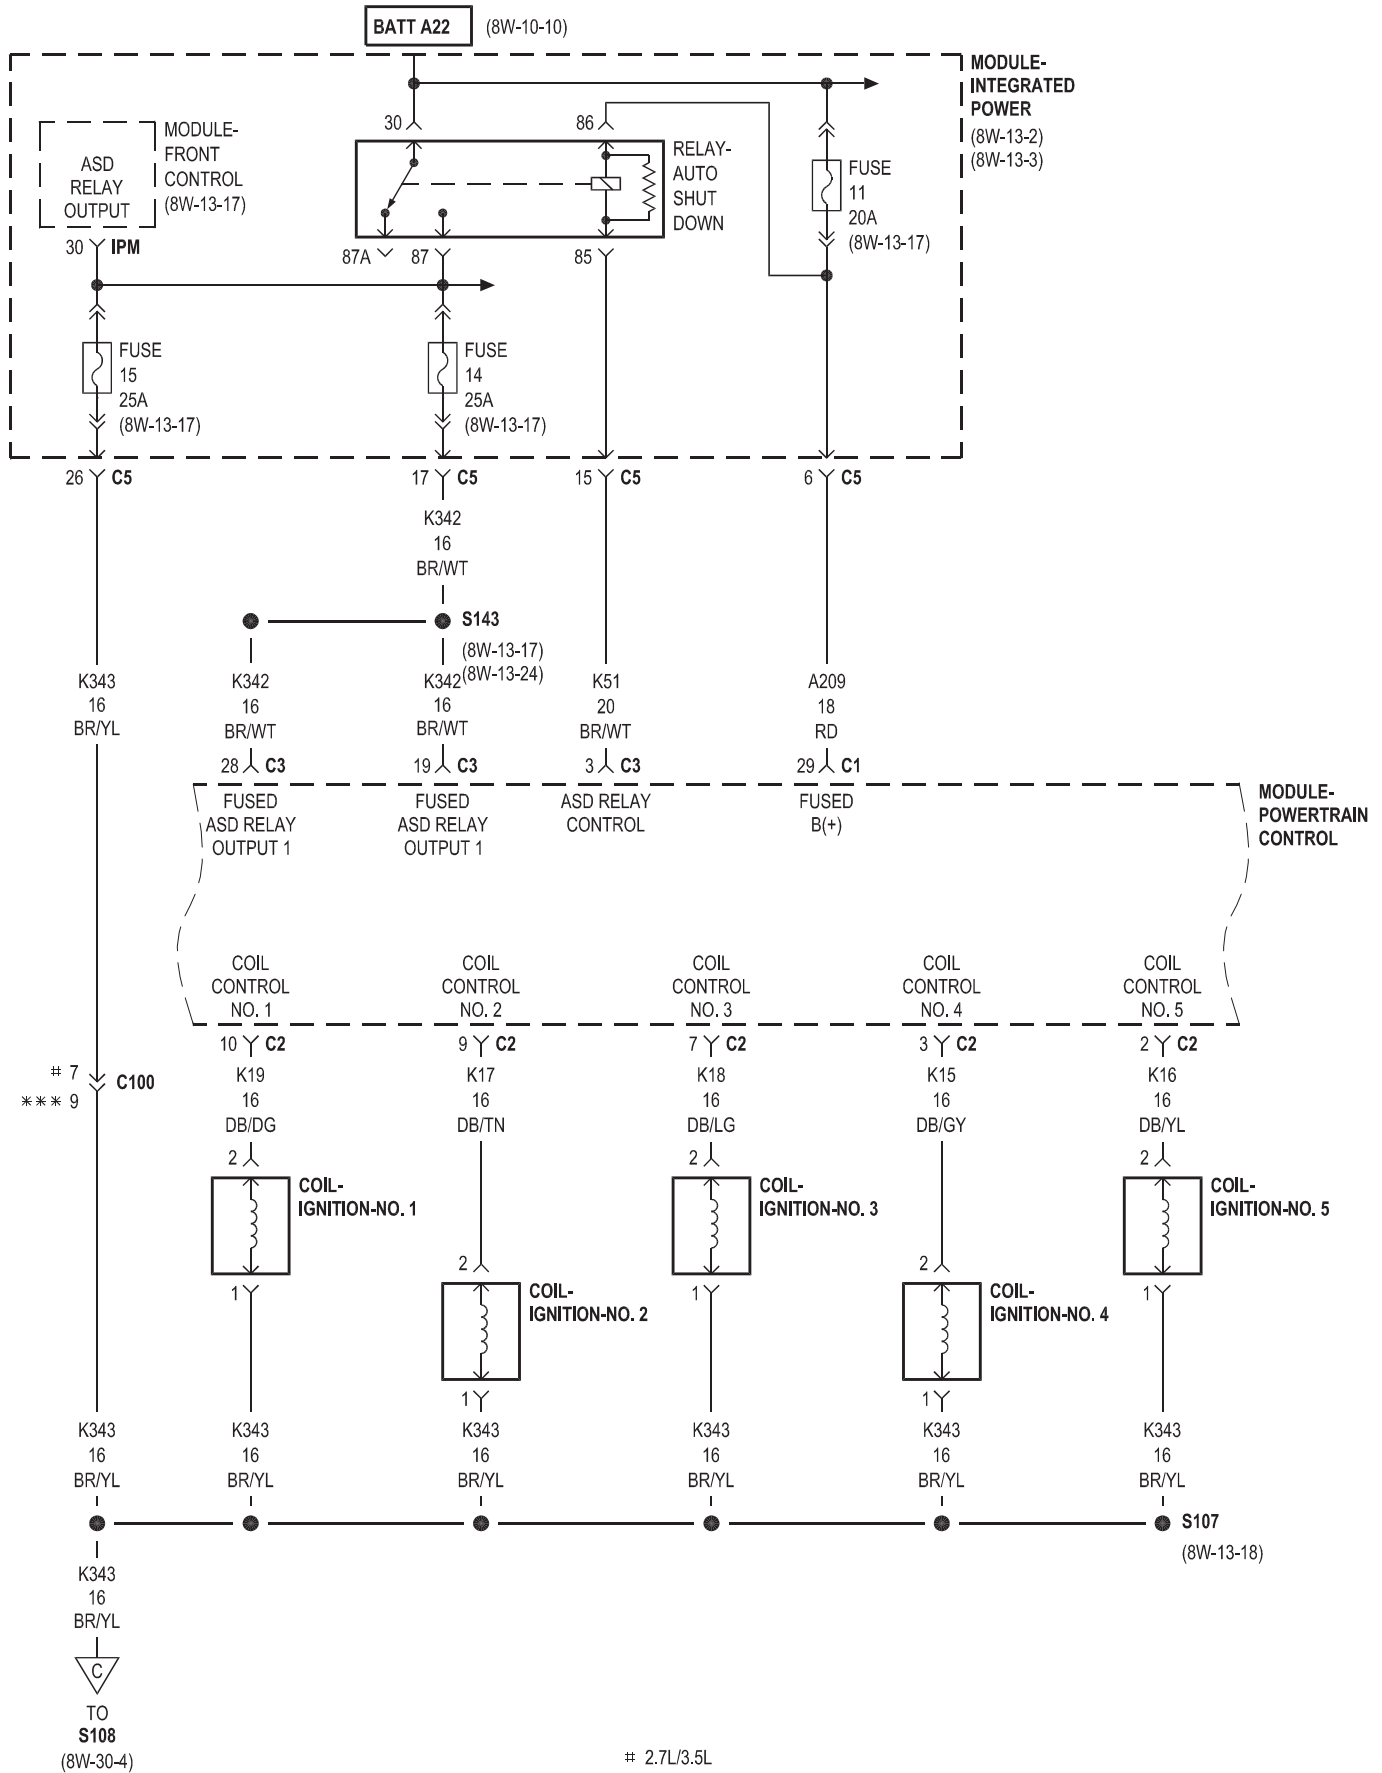 BATT A22 (8W-10-10)
MODULE-
INTEGRATED
POWER
(8W-13-2)
(8W-13-3)
ASD
RELAY
OUTPUT
MODULE-
FRONT
CONTROL
(8W-13-17)
30 IPM
30
86
RELAY-
AUTO
SHUT
DOWN
87A
87
85
FUSE
11
20A
(8W-13-17)
FUSE
15
25A
(8W-13-17)
FUSE
14
25A
(8W-13-17)
26 C5
17 C5
15 C5
6 C5
K342
16
BR/WT
S143
(8W-13-17)
(8W-13-24)
K343
16
BR/YL
K342
16
BR/WT
K342
16
BR/WT
K51
20
BR/WT
A209
18
RD
28 C3
19 C3
3 C3
29 C1
FUSED
ASD RELAY
OUTPUT 1
FUSED
ASD RELAY
OUTPUT 1
ASD RELAY
CONTROL
FUSED
B(+)
MODULE-
POWERTRAIN
CONTROL
COIL
CONTROL
NO. 1
COIL
CONTROL
NO. 2
COIL
CONTROL
NO. 3
COIL
CONTROL
NO. 4
COIL
CONTROL
NO. 5
10 C2
9 C2
7 C2
3 C2
2 C2
# 7
*** 9
C100
K19
16
DB/DG
K17
16
DB/TN
K18
16
DB/LG
K15
16
DB/GY
K16
16
DB/YL
2
COIL-
IGNITION-NO. 1
1
2
COIL-
IGNITION-NO. 2
1
2
COIL-
IGNITION-NO. 3
1
2
COIL-
IGNITION-NO. 4
1
2
COIL-
IGNITION-NO. 5
1
K343
16
BR/YL
K343
16
BR/YL
K343
16
BR/YL
K343
16
BR/YL
K343
16
BR/YL
K343
16
BR/YL
S107
(8W-13-18)
K343
16
BR/YL
C
TO
S108
(8W-30-4)
# 2.7L/3.5L